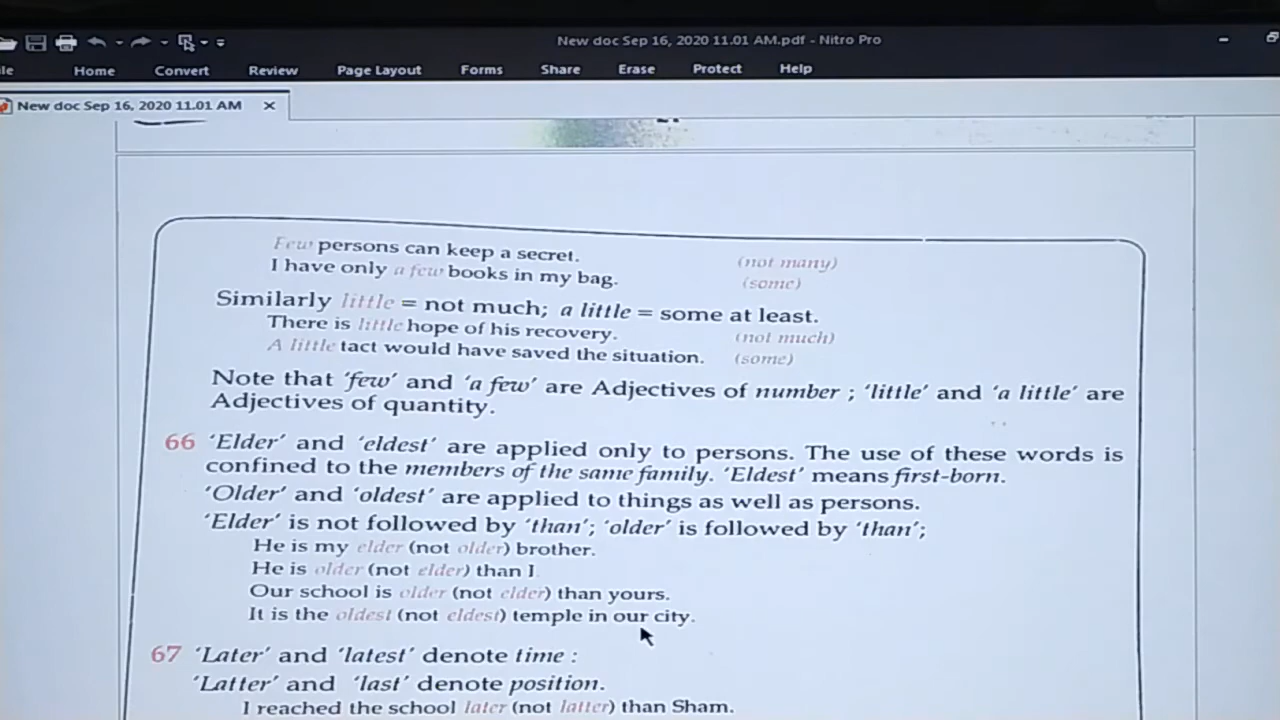 New doc Sep 16, 2020 11.01 AM.pdf - Nitro Pro
Home Convert Review Page Layout Forms Share Erase Protect Help
New doc Sep 16, 2020 11.01 AM
Few persons can keep a secret. (not many)
I have only a few books in my bag. (some)
Similarly little = not much; a little = some at least.
There is little hope of his recovery. (not much)
A little tact would have saved the situation. (some)
Note that 'few' and 'a few' are Adjectives of number ; 'little' and 'a little' are
Adjectives of quantity.
66 'Elder' and 'eldest' are applied only to persons. The use of these words is
confined to the members of the same family. 'Eldest' means first-born.
'Older' and 'oldest' are applied to things as well as persons.
'Elder' is not followed by 'than'; 'older' is followed by 'than';
He is my elder (not older) brother.
He is older (not elder) than I
Our school is older (not elder) than yours.
It is the oldest (not eldest) temple in our city.
67 'Later' and 'latest' denote time :
'Latter' and 'last' denote position.
I reached the school later (not latter) than Sham.